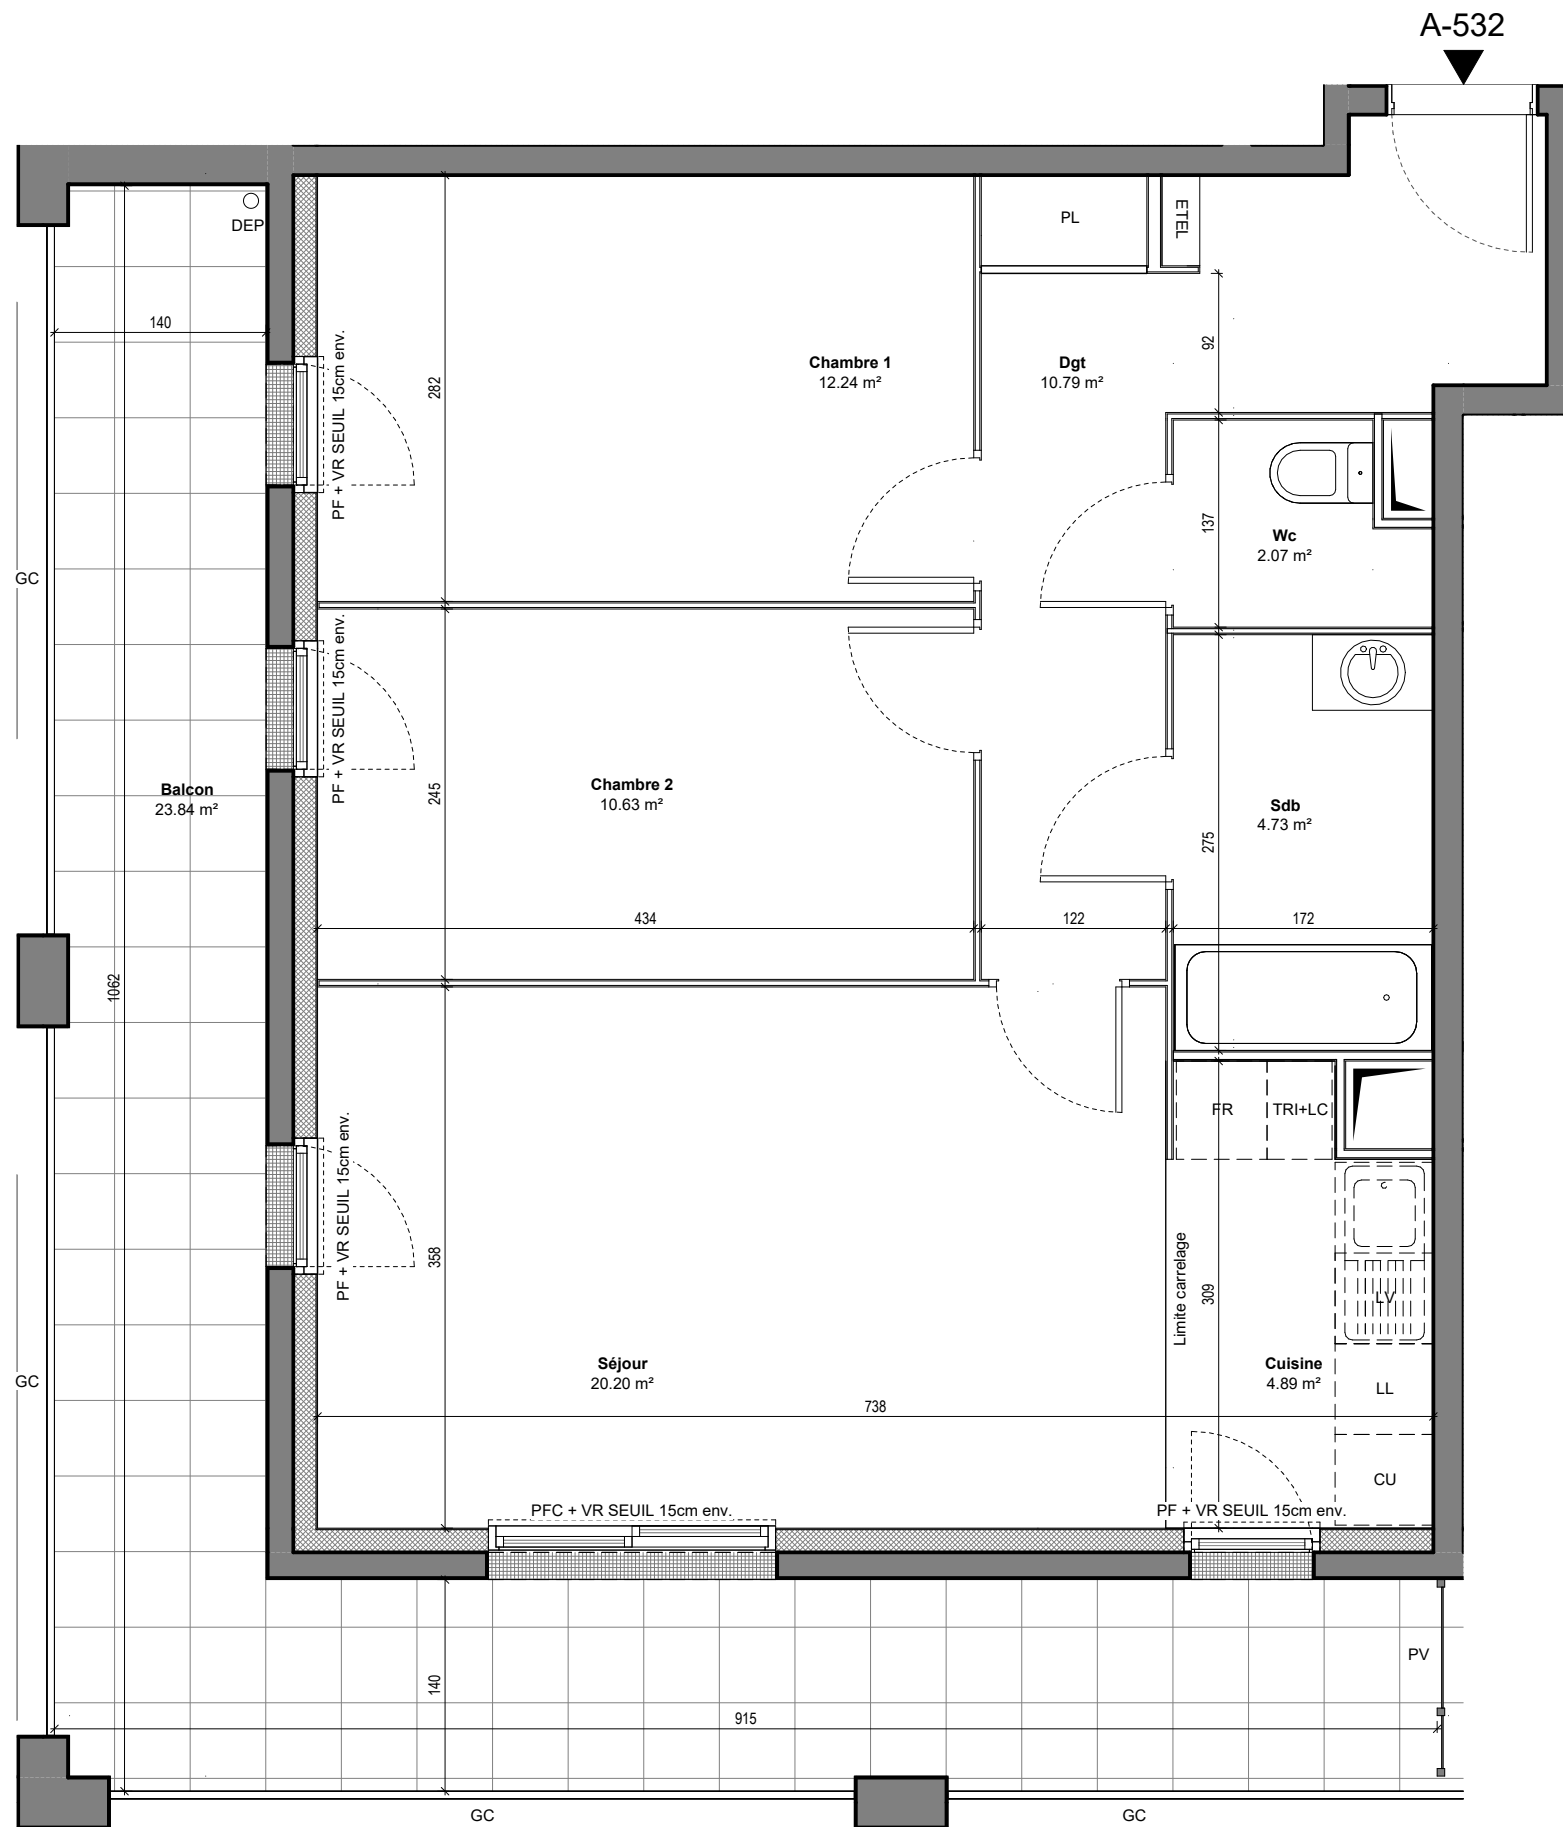 A-532
DEP
PL
ETEL
140
PF + VR SEUIL 15cm env.
282
Chambre 1
12.24 m²
Dgt
10.79 m²
92
137
Wc
2.07 m²
GC
PF + VR SEUIL 15cm env.
Balcon
23.84 m²
245
Chambre 2
10.63 m²
Sdb
4.73 m²
275
434
122
172
1062
FR
TRI+LC
PF + VR SEUIL 15cm env.
358
Limite carrelage
309
LV
Séjour
20.20 m²
Cuisine
4.89 m²
GC
LL
738
CU
PFC + VR SEUIL 15cm env.
PF + VR SEUIL 15cm env.
PV
140
915
GC
GC